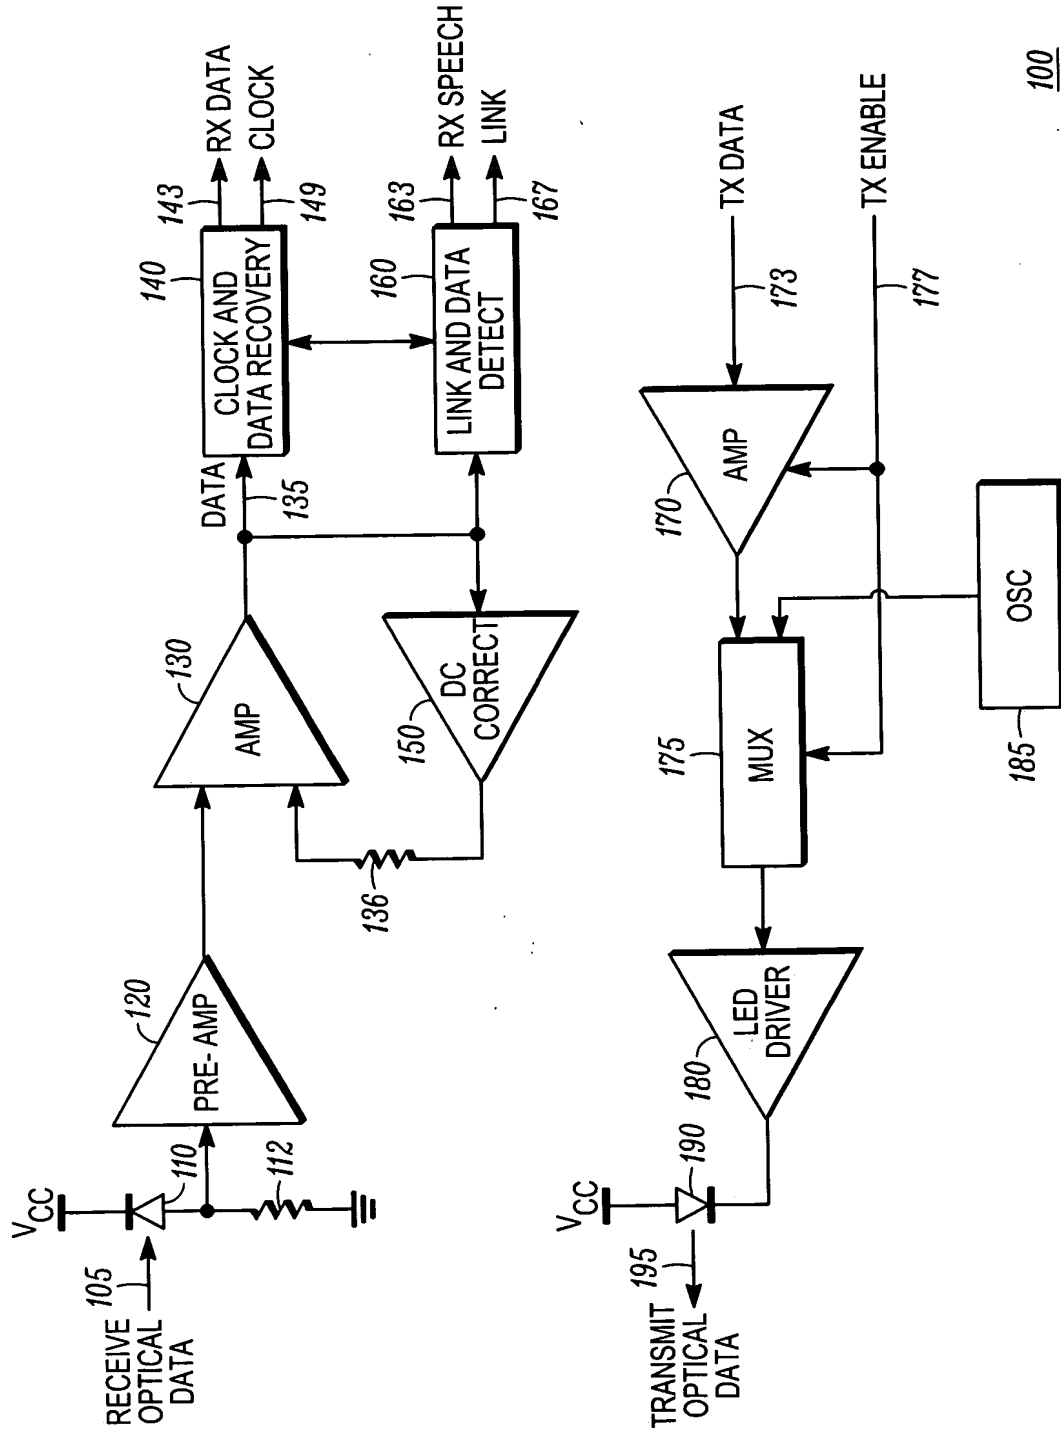 RECEIVE
OPTICAL
DATA
105
VCC
110
112
PRE- AMP
120
AMP
130
136
DC
CORRECT
150
DATA
135
CLOCK AND
DATA RECOVERY
140
143
RX DATA
CLOCK
149
LINK AND DATA
DETECT
160
163
RX SPEECH
LINK
167
TRANSMIT
OPTICAL
DATA
195
VCC
190
LED
DRIVER
180
MUX
175
AMP
170
173
TX DATA
TX ENABLE
177
OSC
185
100